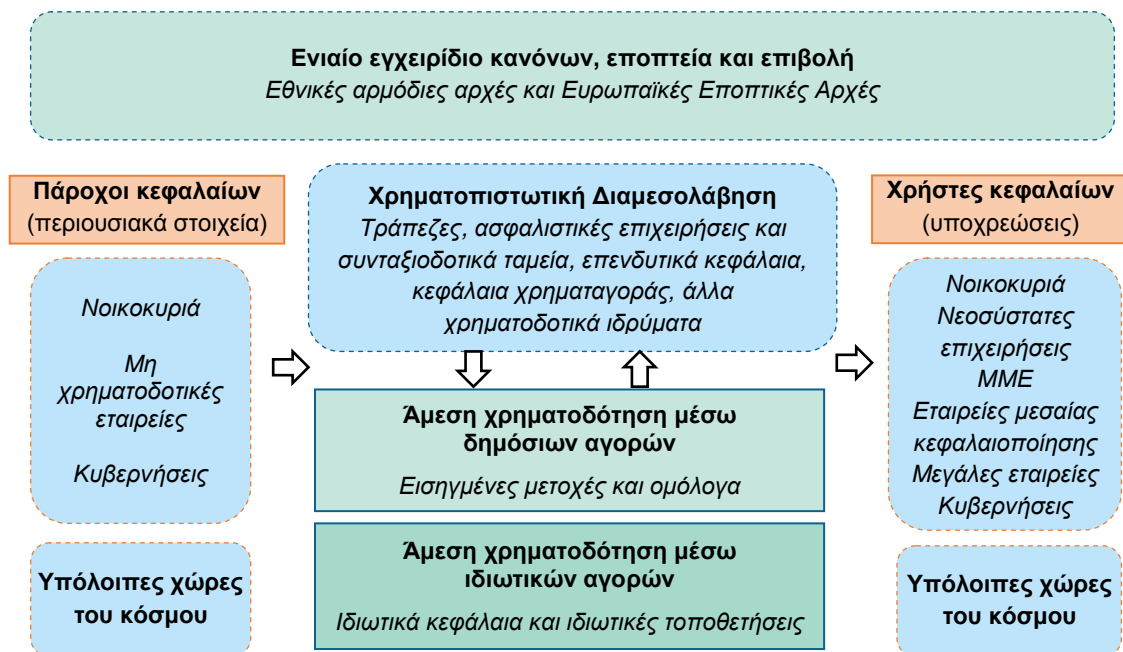 Ενιαίο εγχειρίδιο κανόνων, εποπτεία και επιβολή
Εθνικές αρμόδιες αρχές και Ευρωπαϊκές Εποπτικές Αρχές
Πάροχοι κεφαλαίων
(περιουσιακά στοιχεία)
Νοικοκυριά
Μη
χρηματοδοτικές
εταιρείες
Κυβερνήσεις
Υπόλοιπες χώρες
του κόσμου
Χρηματοπιστωτική Διαμεσολάβηση
Τράπεζες, ασφαλιστικές επιχειρήσεις και
συνταξιοδοτικά ταμεία, επενδυτικά κεφάλαια,
κεφάλαια χρηματαγοράς, άλλα
χρηματοδοτικά ιδρύματα
Άμεση χρηματοδότηση μέσω
δημόσιων αγορών
Εισηγμένες μετοχές και ομόλογα
Άμεση χρηματοδότηση μέσω
ιδιωτικών αγορών
Ιδιωτικά κεφάλαια και ιδιωτικές τοποθετήσεις
Χρήστες κεφαλαίων
(υποχρεώσεις)
Νοικοκυριά
Νεοσύστατες
επιχειρήσεις
ΜΜΕ
Εταιρείες μεσαίας
κεφαλαιοποίησης
Μεγάλες εταιρείες
Κυβερνήσεις
Υπόλοιπες χώρες
του κόσμου